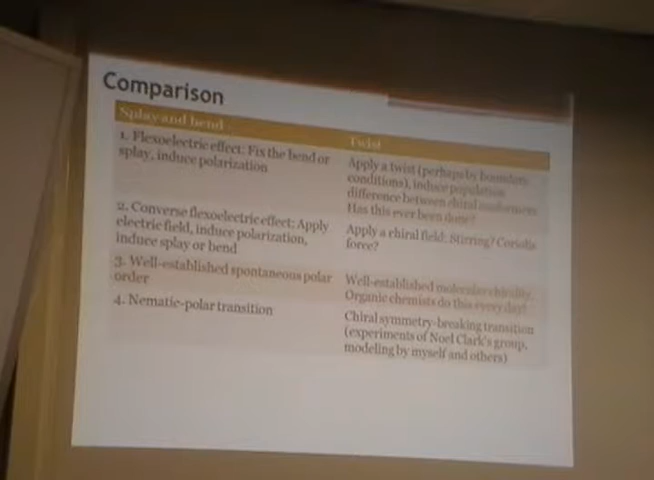 Comparison
Splay and bend
Twist
1. Flexoelectric effect: Fix the bend or
splay, induce polarization
Apply a twist (perhaps by boundary
conditions), induce population
difference between chiral conformers
Has this ever been done?
2. Converse flexoelectric effect: Apply
electric field, induce polarization,
induce splay or bend
Apply a chiral field: Stirring? Coriolis
force?
3. Well-established spontaneous polar
order
Well-established molecular chirality.
Organic chemists do this every day!
4. Nematic-polar transition
Chiral symmetry-breaking transition
(experiments of Noel Clark's group,
modeling by myself and others)